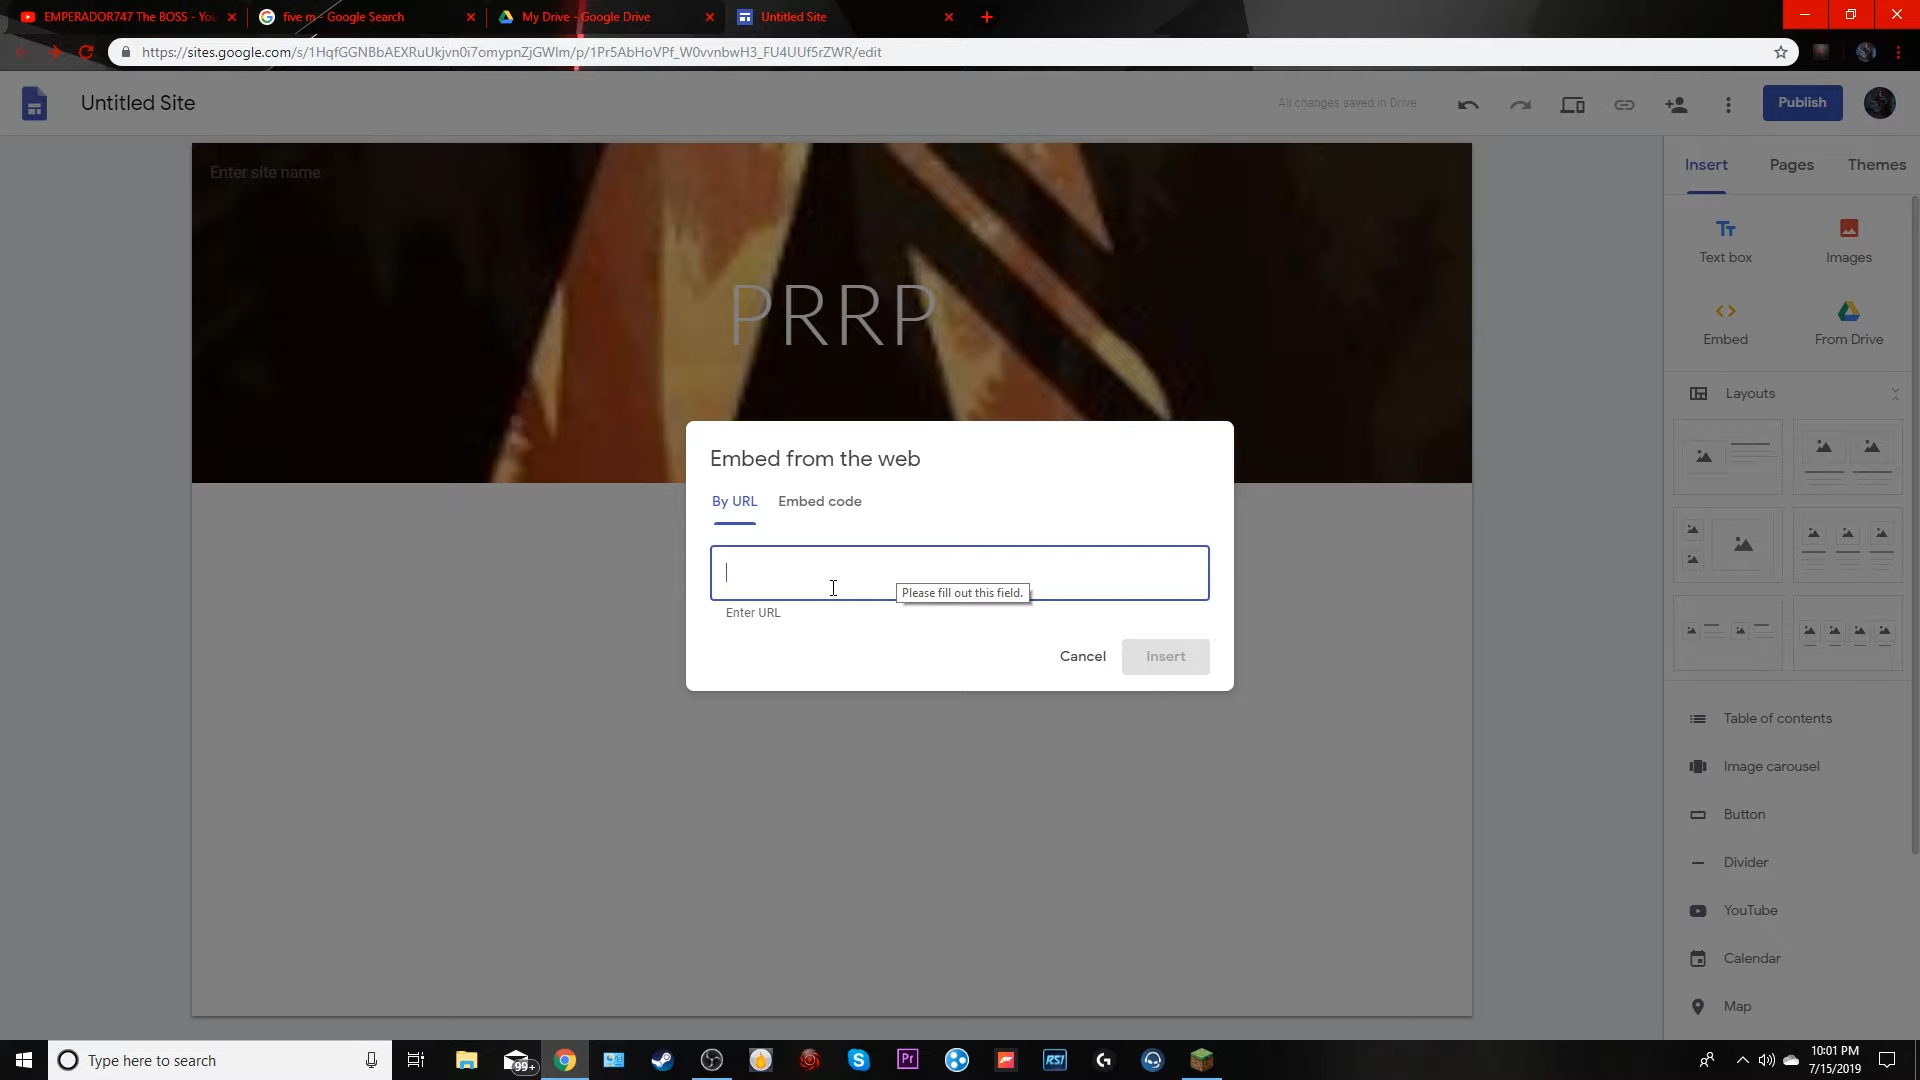 EMPERADOR747 The BOSS - You
five m - Google Search
My Drive - Google Drive
Untitled Site
https://sites.google.com/s/1HqfGGNBbAEXRuUkjvn0i7omypnZjGWlm/p/1Pr5AbHoVPf_W0vvnbwH3_FU4UUf5rZWR/edit
Untitled Site
All changes saved in Drive
Publish
Enter site name
PRRP
Insert
Pages
Themes
Text box
Images
Embed
From Drive
Layouts
Embed from the web
By URL
Embed code
Please fill out this field.
Enter URL
Cancel
Insert
Table of contents
Image carousel
Button
Divider
YouTube
Calendar
Map
Type here to search
99+
Pr
RSI
10:01 PM
7/15/2019